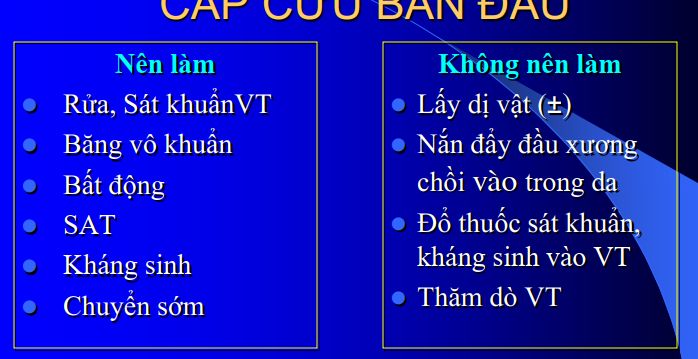 CẤP CỨU BAN ĐẦU
Nên làm
Rửa, Sát khuẩnVT
Băng vô khuẩn
Bất động
SAT
Kháng sinh
Chuyển sớm
Không nên làm
Lấy dị vật (±)
Nắn đẩy đầu xương
chồi vào trong da
Đổ thuốc sát khuẩn,
kháng sinh vào VT
Thăm dò VT